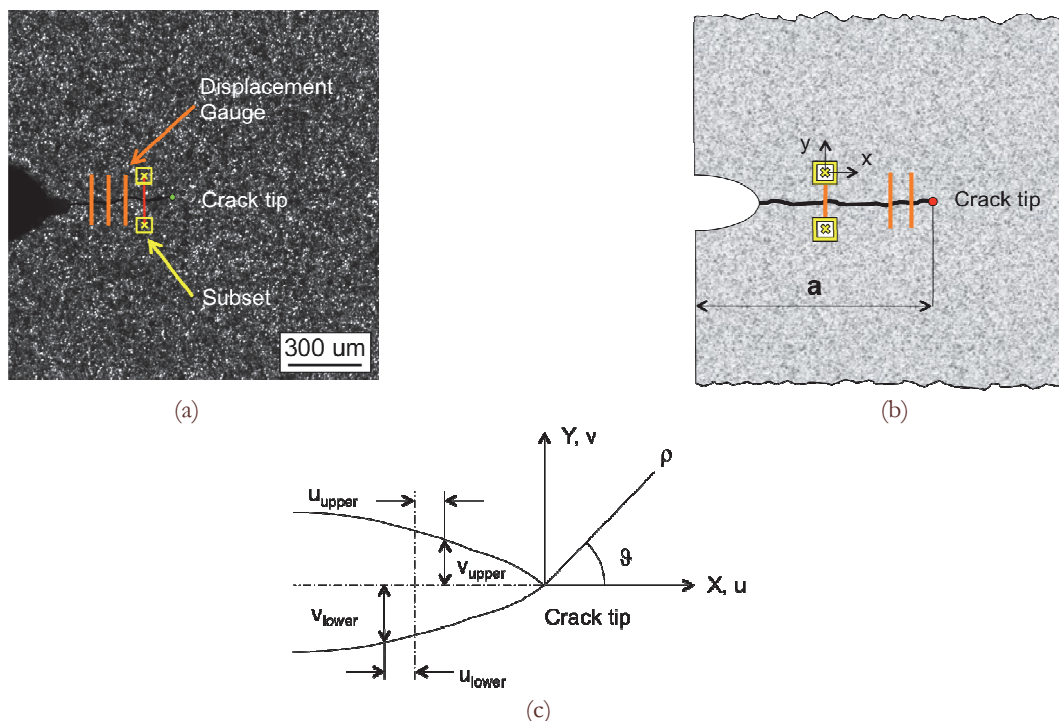 Displacement
Gauge
Crack tip
Subset
300 um
(a)
y
x
Crack tip
a
(b)
Y, v
ρ
u_upper
v_upper
ϑ
X, u
Crack tip
v_lower
u_lower
(c)